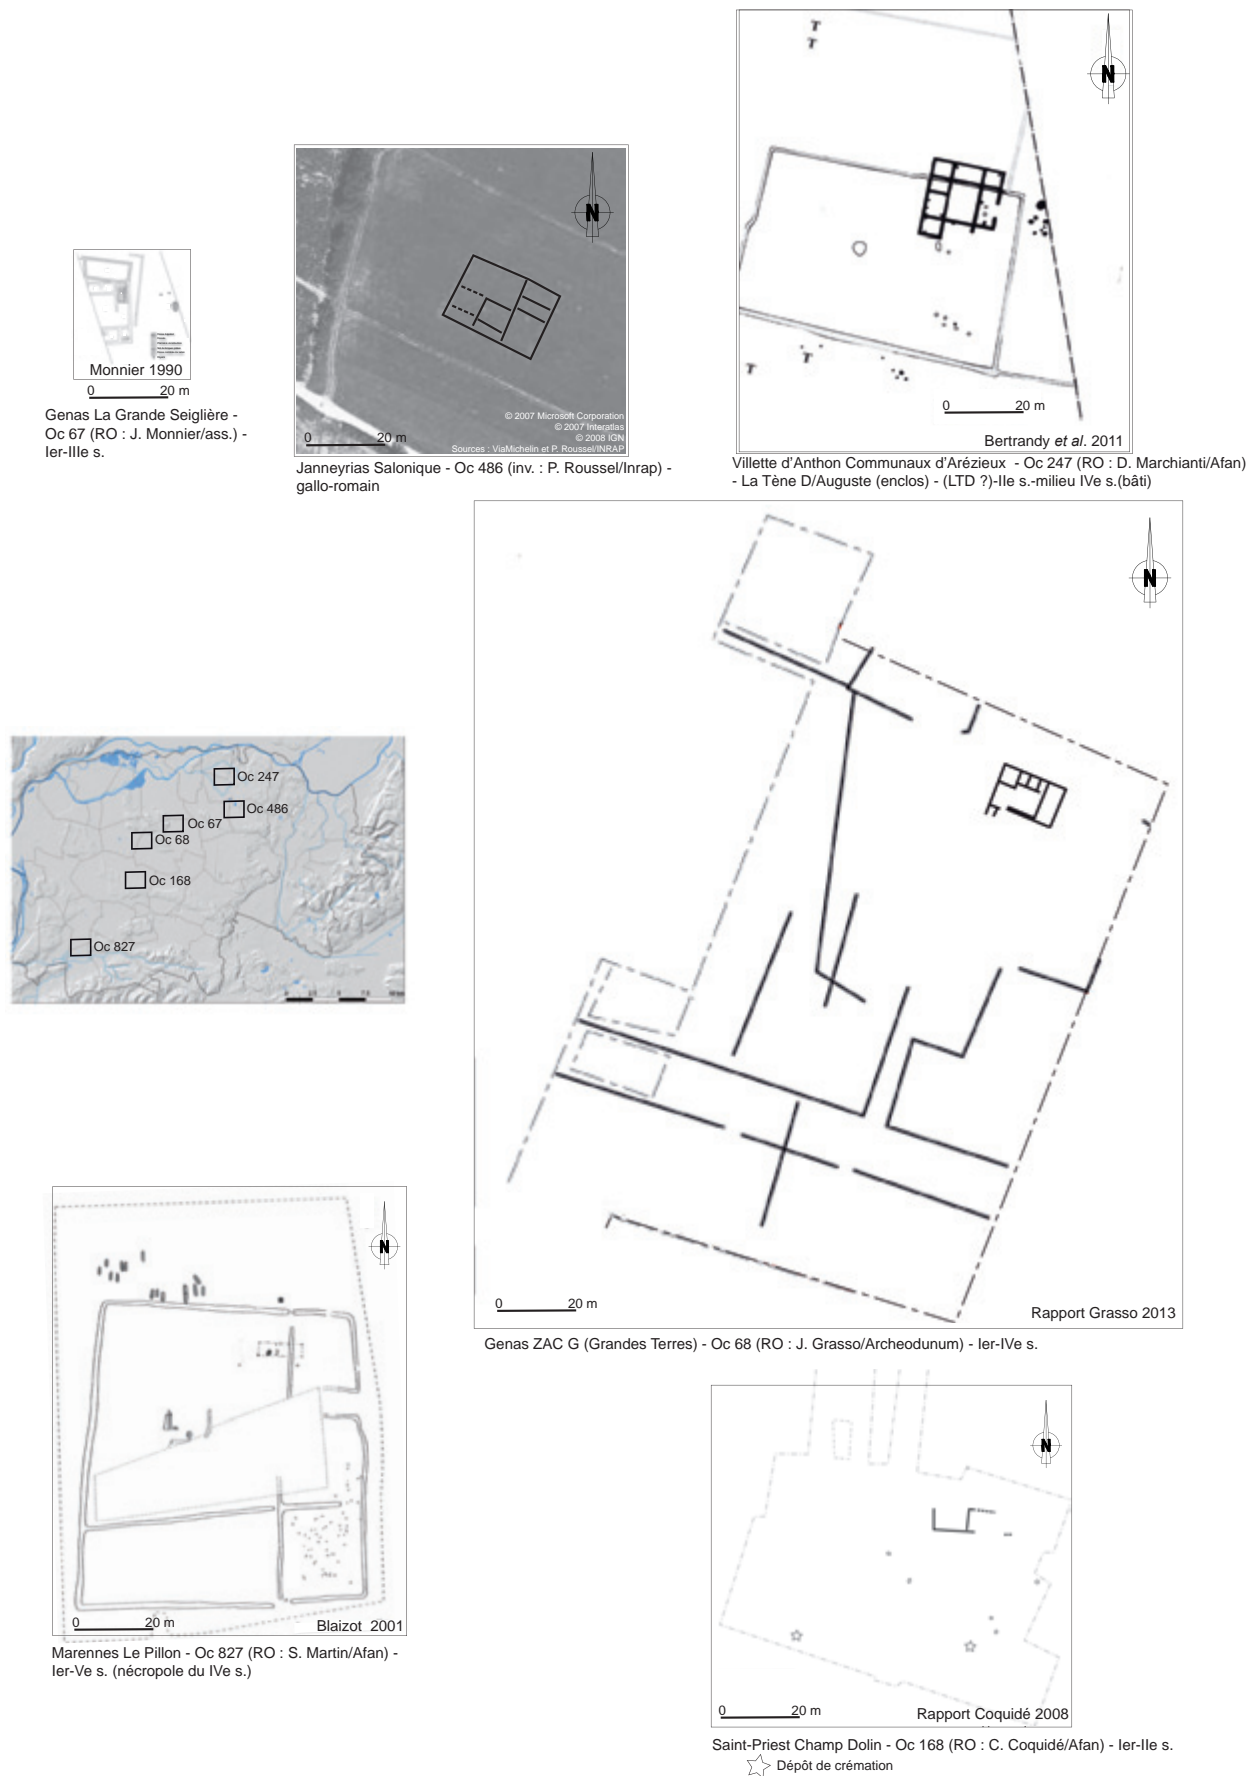 T
T
N
0 20 m
T
T
Bertrandy et al. 2011
Villette d'Anthon Communaux d'Arézieux - Oc 247 (RO : D. Marchianti/Afan)
- La Tène D/Auguste (enclos) - (LTD ?)-IIe s.-milieu IVe s.(bâti)
N
© 2007 Microsoft Corporation
© 2007 Interatlas
© 2008 IGN
Sources : ViaMichelin et P. Roussel/INRAP
0 20 m
Janneyrias Salonique - Oc 486 (inv. : P. Roussel/Inrap) -
gallo-romain
Monnier 1990
0 20 m
Genas La Grande Seiglière -
Oc 67 (RO : J. Monnier/ass.) -
Ier-IIIe s.
N
0 20 m
Rapport Grasso 2013
Genas ZAC G (Grandes Terres) - Oc 68 (RO : J. Grasso/Archeodunum) - Ier-IVe s.
Oc 247
Oc 486
Oc 67
Oc 68
Oc 168
Oc 827
N
0 20 m
Blaizot 2001
Marennes Le Pillon - Oc 827 (RO : S. Martin/Afan) -
Ier-Ve s. (nécropole du IVe s.)
N
0 20 m
Rapport Coquidé 2008
Saint-Priest Champ Dolin - Oc 168 (RO : C. Coquidé/Afan) - Ier-IIe s.
Dépôt de crémation